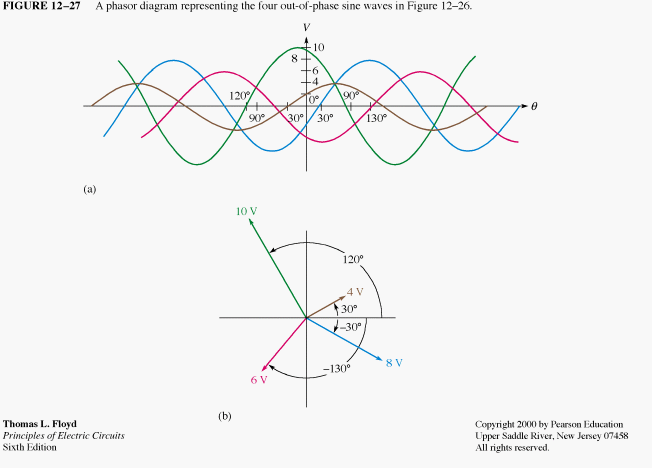 FIGURE 12–27 A phasor diagram representing the four out-of-phase sine waves in Figure 12–26.
V
10
8
6
4
120°
0°
90°
θ
90°
30°
30°
130°
(a)
10 V
120°
4 V
30°
–30°
8 V
–130°
6 V
(b)
Thomas L. Floyd
Principles of Electric Circuits
Sixth Edition
Copyright 2000 by Pearson Education
Upper Saddle River, New Jersey 07458
All rights reserved.